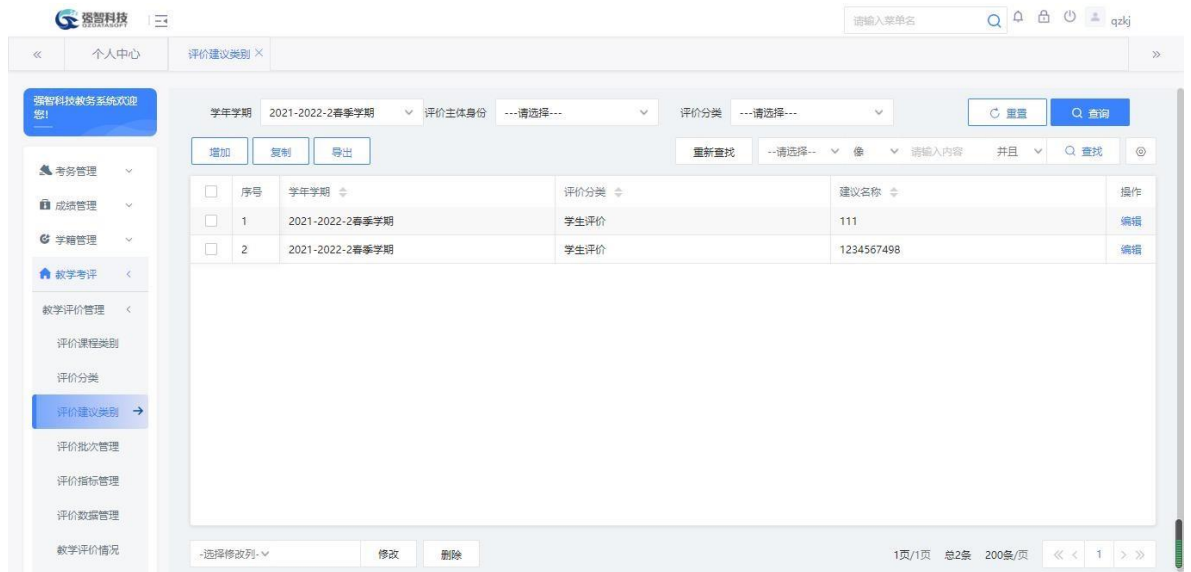 强智科技
QZDATASOFT
请输入菜单名
qzkj
个人中心
评价建议类别
强智科技教务系统欢迎
您!
学年学期 2021-2022-2春季学期 评价主体身份 ---请选择--- 评价分类 ---请选择--- 重置 查询
增加 复制 导出 重新查找 --请选择-- 像 请输入内容 并且 查找
考务管理
成绩管理
学籍管理
教学考评
教学评价管理
评价课程类别
评价分类
评价建议类别
评价批次管理
评价指标管理
评价数据管理
教学评价情况
序号 学年学期 评价分类 建议名称 操作
1 2021-2022-2春季学期 学生评价 111 编辑
2 2021-2022-2春季学期 学生评价 1234567498 编辑
-选择修改列- 修改 删除 1页/1页 总2条 200条/页 1